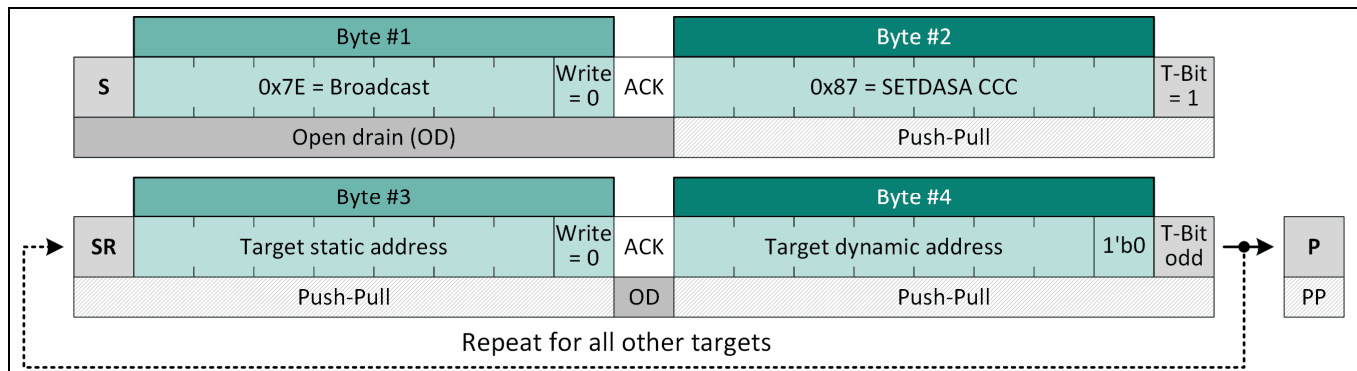 Byte #1 Byte #2
S 0x7E = Broadcast Write = 0 ACK 0x87 = SETDASA CCC T-Bit = 1
Open drain (OD) Push-Pull
Byte #3 Byte #4
SR Target static address Write = 0 ACK Target dynamic address 1'b0 T-Bit odd P
Push-Pull OD Push-Pull PP
Repeat for all other targets